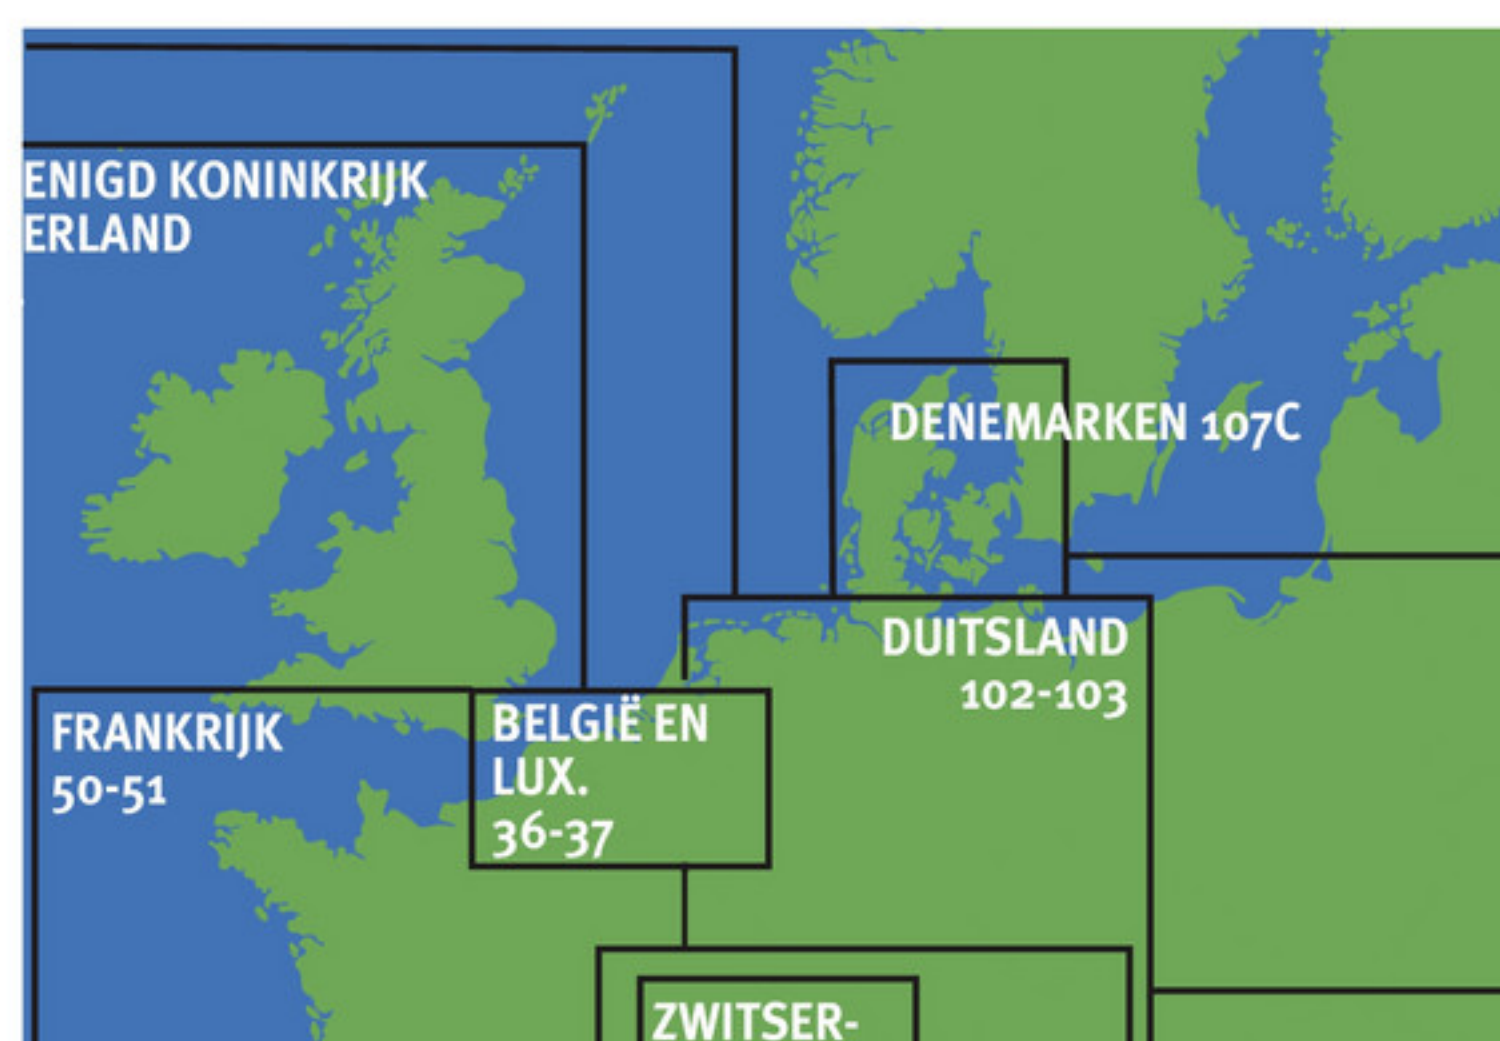 ENIGD KONINKRIJK
ERLAND
DENEMARKEN 107C
DUITSLAND
102-103
FRANKRIJK
50-51
BELGIË EN
LUX.
36-37
ZWITSER-